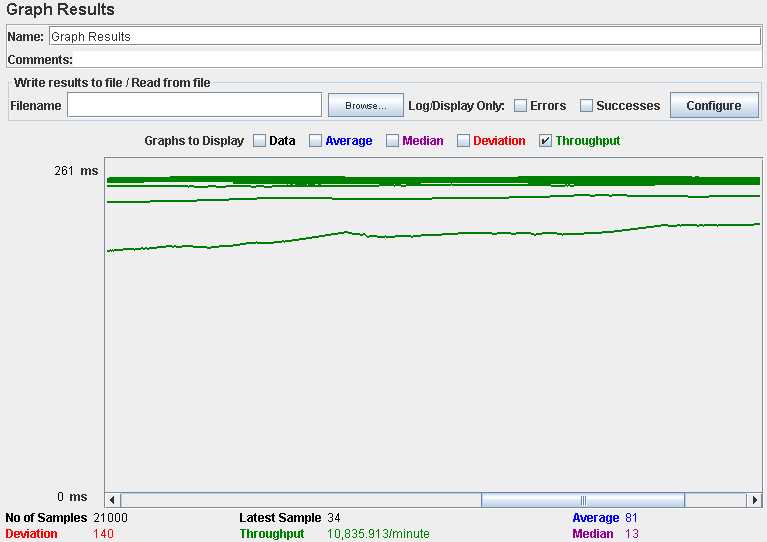 Graph Results
Name: Graph Results
Comments:
Write results to file / Read from file
Filename Browse... Log/Display Only: Errors Successes Configure
Graphs to Display Data Average Median Deviation Throughput
261 ms
0 ms
No of Samples 21000 Latest Sample 34 Average 81
Deviation 140 Throughput 10,835.913/minute Median 13